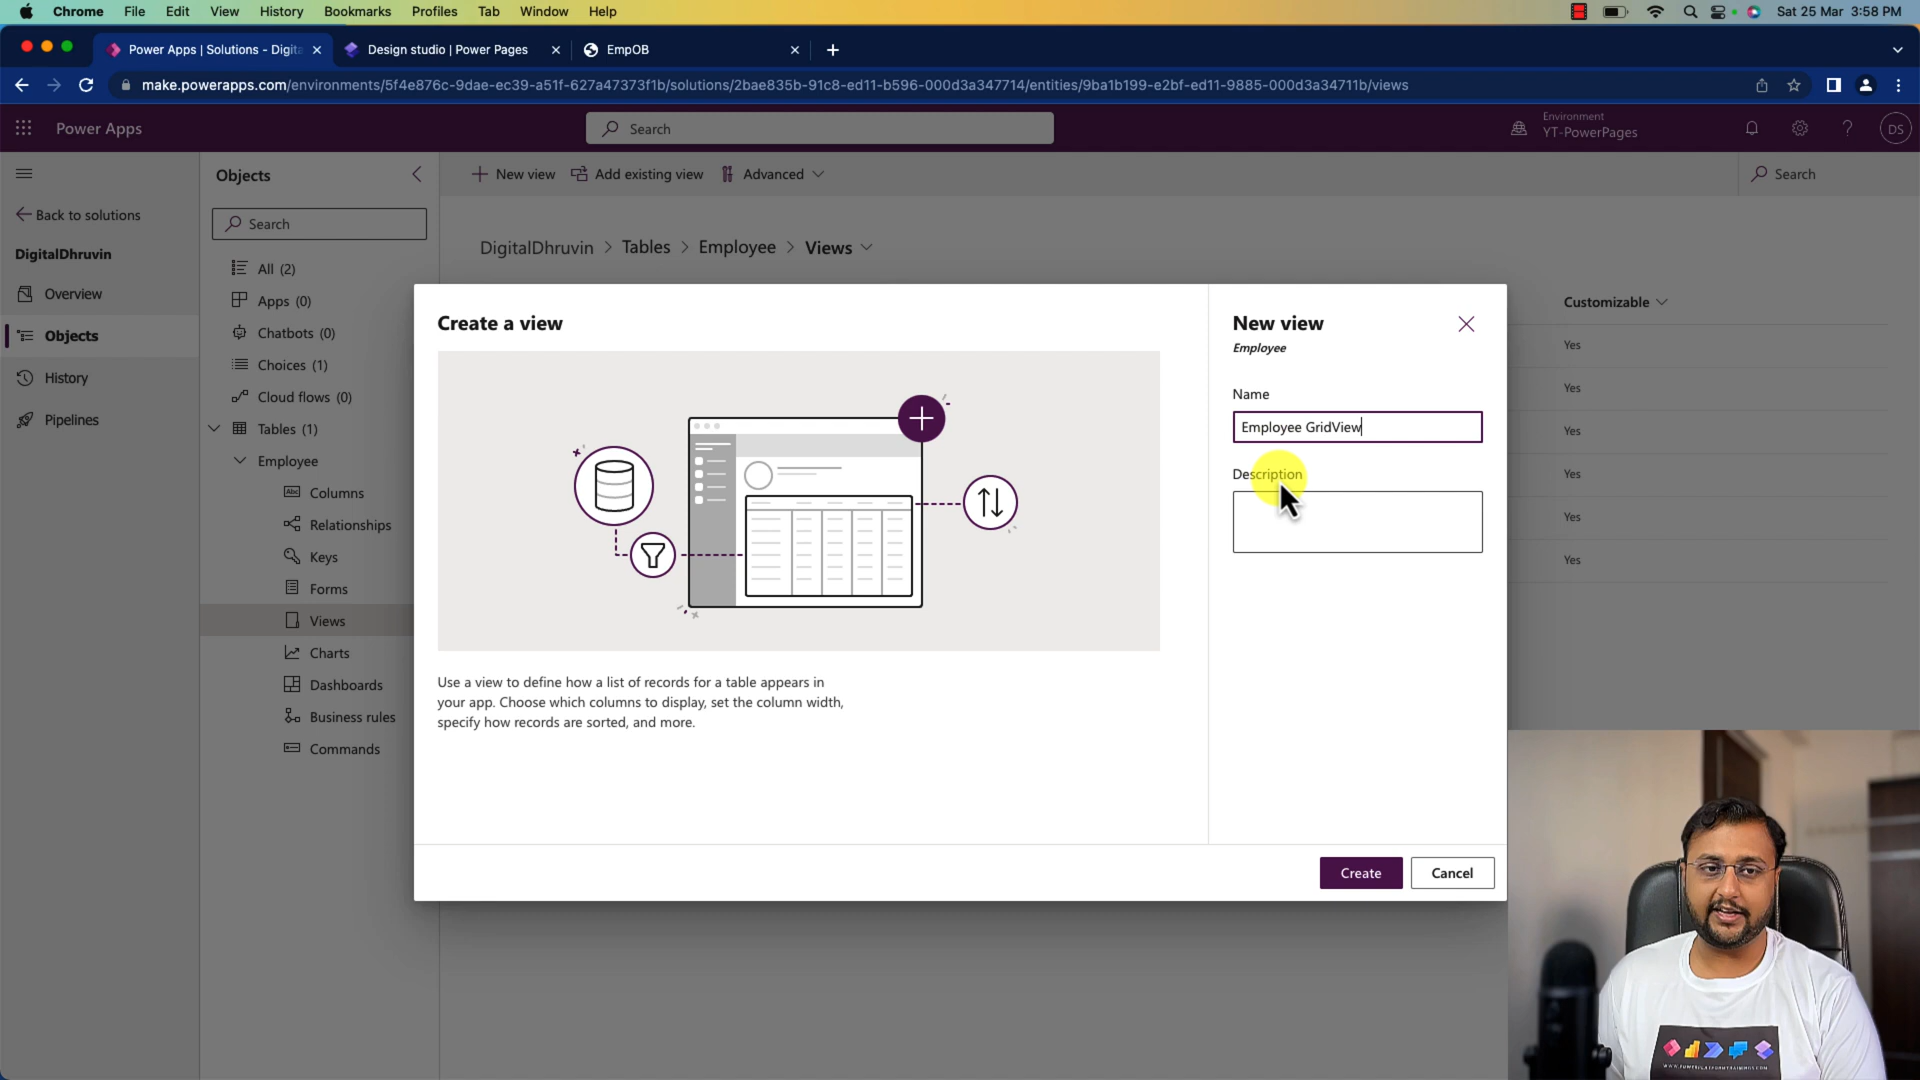 Chrome File Edit View History Bookmarks Profiles Tab Window Help Sat 25 Mar 3:58 PM
Power Apps | Solutions - Digita Design studio | Power Pages EmpOB
make.powerapps.com/environments/5f4e876c-9dae-ec39-a51f-627a47373f1b/solutions/2bae835b-91c8-ed11-b596-000d3a347714/entities/9ba1b199-e2bf-ed11-9885-000d3a34711b/views
Power Apps
Search
Environment
YT-PowerPages
DS
Back to solutions
DigitalDhruvin
Overview
Objects
History
Pipelines
Objects
Search
All (2)
Apps (0)
Chatbots (0)
Choices (1)
Cloud flows (0)
Tables (1)
Employee
Columns
Relationships
Keys
Forms
Views
Charts
Dashboards
Business rules
Commands
New view Add existing view Advanced Search
DigitalDhruvin > Tables > Employee > Views
Customizable
Yes
Yes
Yes
Yes
Yes
Yes
Create a view
Use a view to define how a list of records for a table appears in
your app. Choose which columns to display, set the column width,
specify how records are sorted, and more.
New view
Employee
Name
Employee GridView
Description
Create Cancel